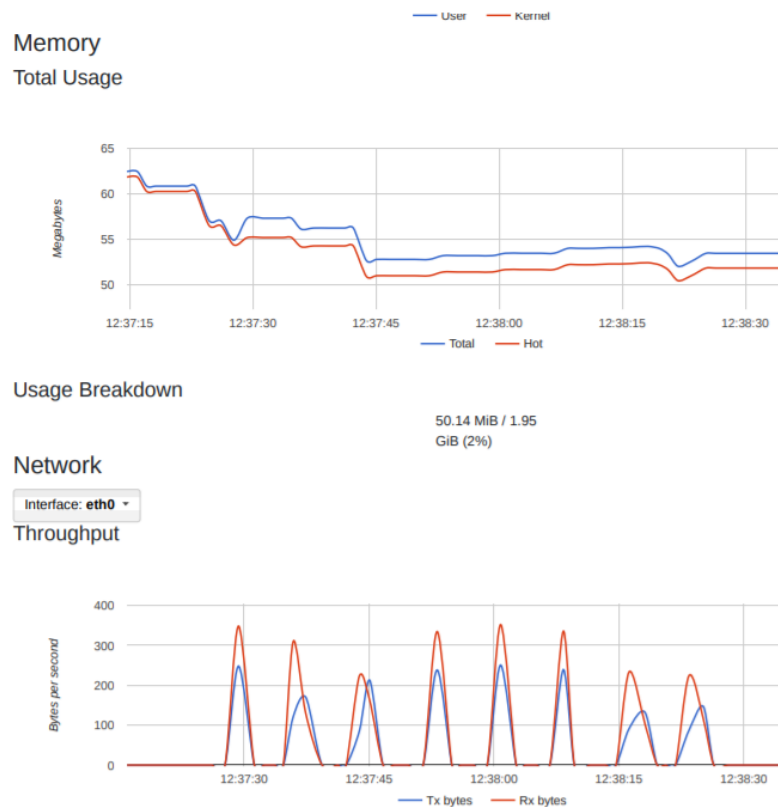 User Kernel
Memory
Total Usage
65
60
55
50
Megabytes
12:37:15 12:37:30 12:37:45 12:38:00 12:38:15 12:38:30
Total Hot
Usage Breakdown
50.14 MiB / 1.95
GiB (2%)
Network
Interface: eth0
Throughput
400
300
200
100
0
Bytes per second
12:37:30 12:37:45 12:38:00 12:38:15 12:38:30
Tx bytes Rx bytes